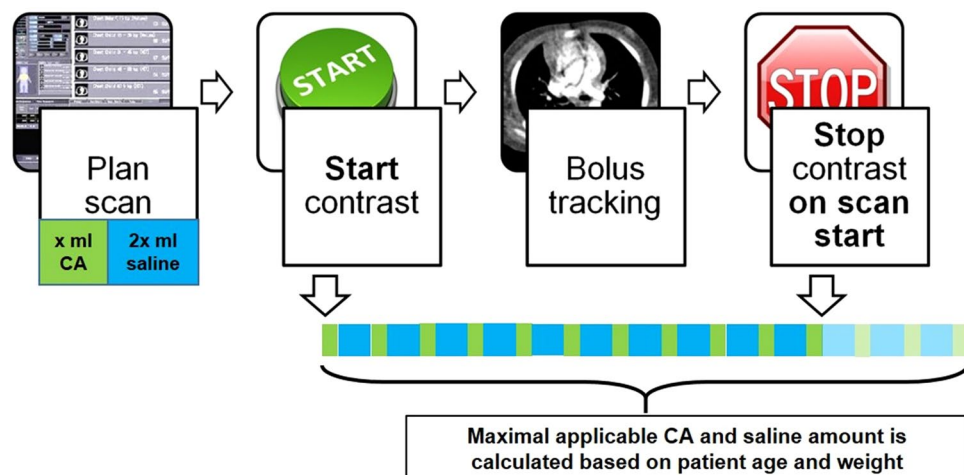 START
STOP
Plan
scan
Start
contrast
Bolus
tracking
Stop
contrast
on scan
start
x ml
CA
2x ml
saline
Maximal applicable CA and saline amount is
calculated based on patient age and weight